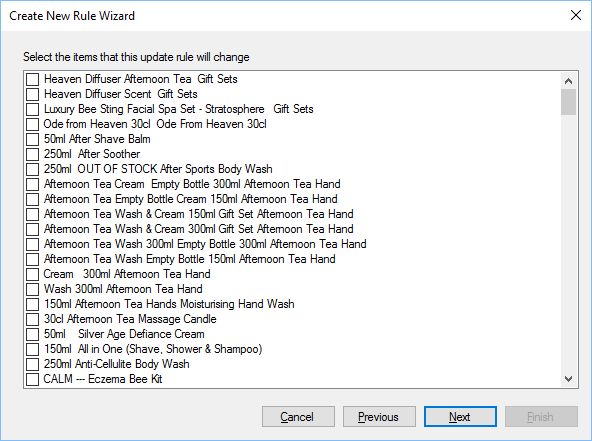 Create New Rule Wizard
Select the items that this update rule will change
Heaven Diffuser Afternoon Tea  Gift Sets
Heaven Diffuser Scent  Gift Sets
Luxury Bee Sting Facial Spa Set - Stratosphere   Gift Sets
Ode from Heaven 30cl  Ode From Heaven 30cl
50ml After Shave Balm
250ml  After Soother
250ml  OUT OF STOCK After Sports Body Wash
Afternoon Tea Cream  Empty Bottle 300ml Afternoon Tea Hand
Afternoon Tea Empty Bottle Cream 150ml Afternoon Tea Hand
Afternoon Tea Wash & Cream 150ml Gift Set Afternoon Tea Hand
Afternoon Tea Wash & Cream 300ml Gift Set Afternoon Tea Hand
Afternoon Tea Wash 300ml Empty Bottle 300ml Afternoon Tea Hand
Afternoon Tea Wash Empty Bottle 150ml Afternoon Tea Hand
Cream   300ml Afternoon Tea Hand
Wash 300ml Afternoon Tea Hand
150ml Afternoon Tea Hands Moisturising Hand Wash
30cl Afternoon Tea Massage Candle
50ml    Silver Age Defiance Cream
150ml  All in One (Shave, Shower & Shampoo)
250ml Anti-Cellulite Body Wash
CALM --- Eczema Bee Kit
Cancel
Previous
Next
Finish